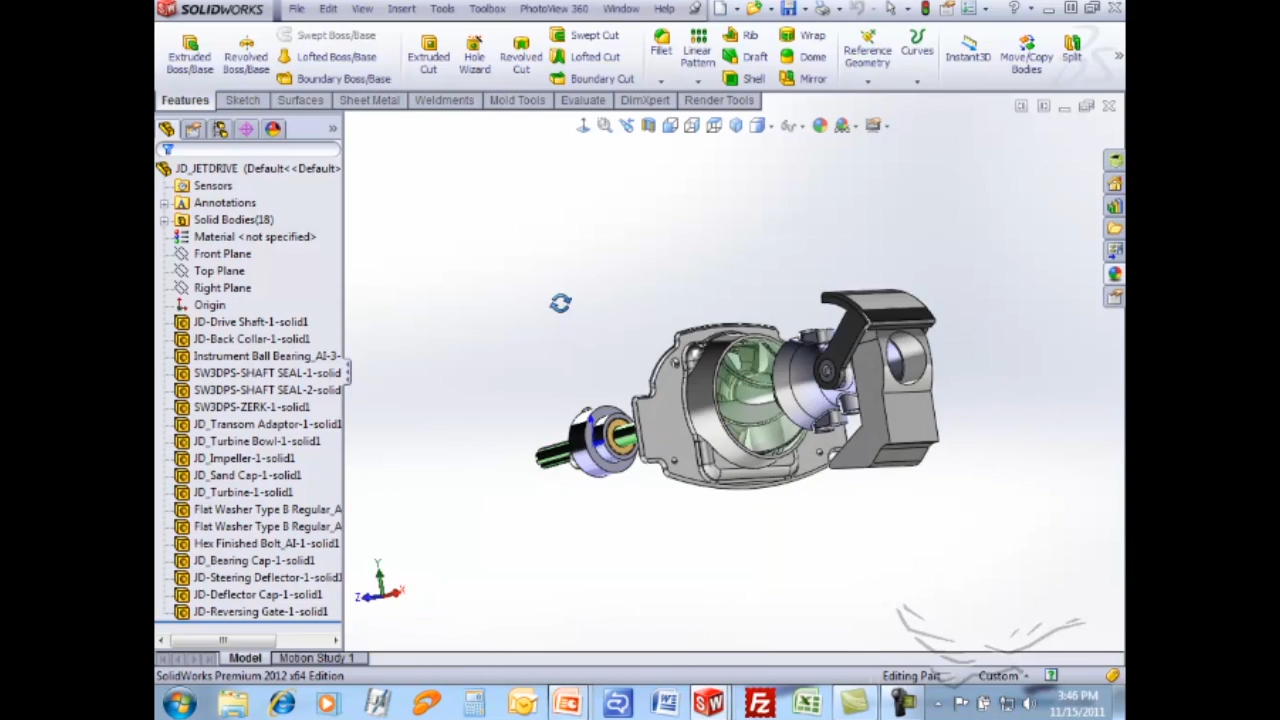 SOLIDWORKS File Edit View Insert Tools Toolbox PhotoView 360 Window Help
Extruded Boss/Base
Revolved Boss/Base
Swept Boss/Base
Lofted Boss/Base
Boundary Boss/Base
Extruded Cut
Hole Wizard
Revolved Cut
Swept Cut
Lofted Cut
Boundary Cut
Fillet
Linear Pattern
Rib
Draft
Shell
Wrap
Dome
Mirror
Reference Geometry
Curves
Instant3D
Move/Copy Bodies
Split
Features Sketch Surfaces Sheet Metal Weldments Mold Tools Evaluate DimXpert Render Tools
JD_JETDRIVE (Default<<Default>
Sensors
Annotations
Solid Bodies(18)
Material <not specified>
Front Plane
Top Plane
Right Plane
Origin
JD-Drive Shaft-1-solid1
JD-Back Collar-1-solid1
Instrument Ball Bearing_AI-3-
SW3DPS-SHAFT SEAL-1-solid
SW3DPS-SHAFT SEAL-2-solid
SW3DPS-ZERK-1-solid1
JD_Transom Adaptor-1-solid1
JD_Turbine Bowl-1-solid1
JD_Impeller-1-solid1
JD_Sand Cap-1-solid1
JD_Turbine-1-solid1
Flat Washer Type B Regular_A
Flat Washer Type B Regular_A
Hex Finished Bolt_AI-1-solid1
JD_Bearing Cap-1-solid1
JD-Steering Deflector-1-solid1
JD-Deflector Cap-1-solid1
JD-Reversing Gate-1-solid1
Y
Z X
Model Motion Study 1
SolidWorks Premium 2012 x64 Edition Editing Part Custom
3:46 PM
11/15/2011